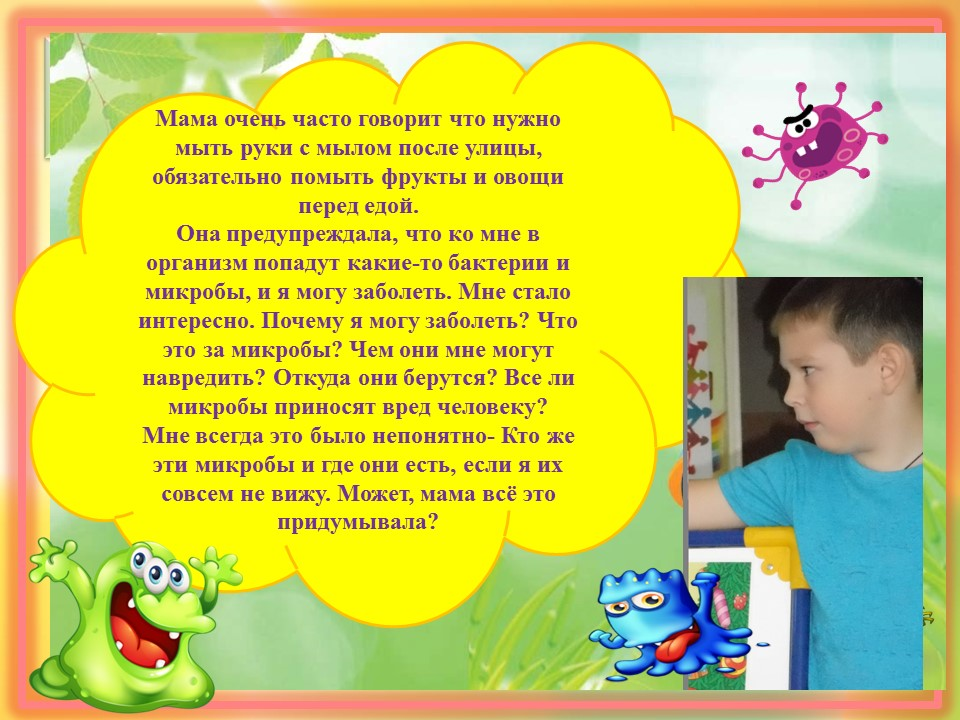 Мама очень часто говорит что нужно
мыть руки с мылом после улицы,
обязательно помыть фрукты и овощи
перед едой.
Она предупреждала, что ко мне в
организм попадут какие-то бактерии и
микробы, и я могу заболеть. Мне стало
интересно. Почему я могу заболеть? Что
это за микробы? Чем они мне могут
навредить? Откуда они берутся? Все ли
микробы приносят вред человеку?
Мне всегда это было непонятно- Кто же
эти микробы и где они есть, если я их
совсем не вижу. Может, мама всё это
придумывала?